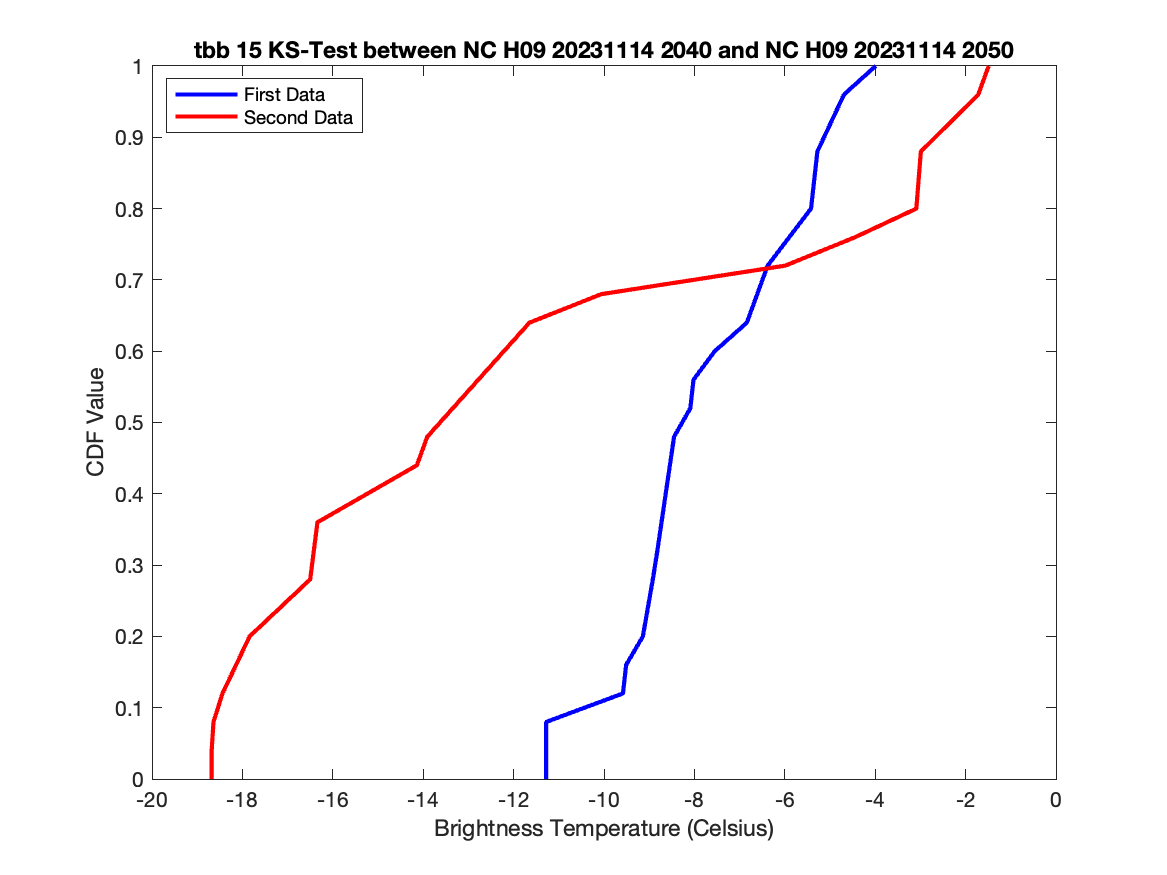 tbb 15 KS-Test between NC H09 20231114 2040 and NC H09 20231114 2050
First Data
Second Data
1
0.9
0.8
0.7
0.6
0.5
0.4
0.3
0.2
0.1
0
CDF Value
-20 -18 -16 -14 -12 -10 -8 -6 -4 -2 0
Brightness Temperature (Celsius)